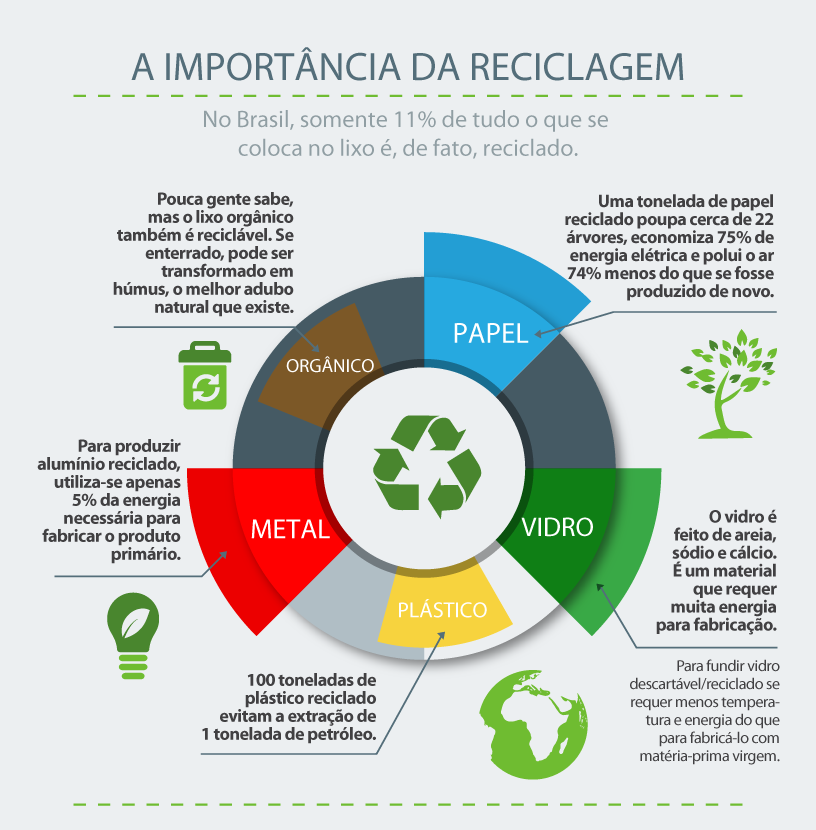 A IMPORTÂNCIA DA RECICLAGEM
No Brasil, somente 11% de tudo o que se
coloca no lixo é, de fato, reciclado.
Pouca gente sabe,
mas o lixo orgânico
também é reciclável. Se
enterrado, pode ser
transformado em
húmus, o melhor adubo
natural que existe.
Uma tonelada de papel
reciclado poupa cerca de 22
árvores, economiza 75% de
energia elétrica e polui o ar
74% menos do que se fosse
produzido de novo.
PAPEL
ORGÂNICO
Para produzir
alumínio reciclado,
utiliza-se apenas
5% da energia
necessária para
fabricar o produto
primário.
METAL
VIDRO
O vidro é
feito de areia,
sódio e cálcio.
É um material
que requer
muita energia
para fabricação.
PLÁSTICO
100 toneladas de
plástico reciclado
evitam a extração de
1 tonelada de petróleo.
Para fundir vidro
descartável/reciclado se
requer menos tempera-
tura e energia do que
para fabricá-lo com
matéria-prima virgem.